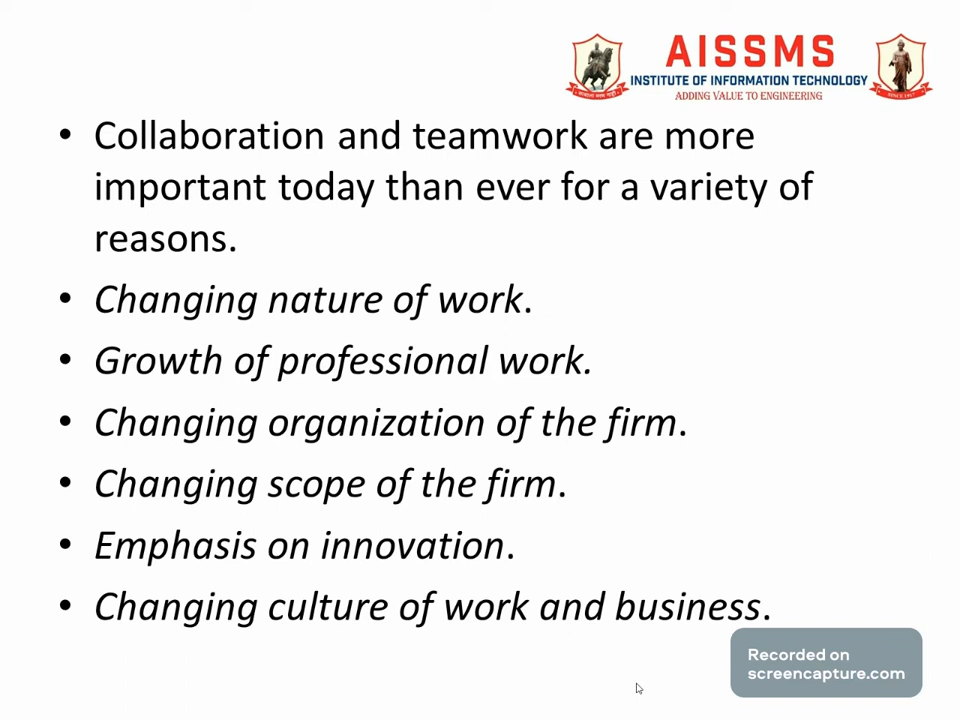 AISSMS
INSTITUTE OF INFORMATION TECHNOLOGY
ADDING VALUE TO ENGINEERING
SINCE 1917
• Collaboration and teamwork are more
important today than ever for a variety of
reasons.
• Changing nature of work.
• Growth of professional work.
• Changing organization of the firm.
• Changing scope of the firm.
• Emphasis on innovation.
• Changing culture of work and business.
Recorded on
screencapture.com